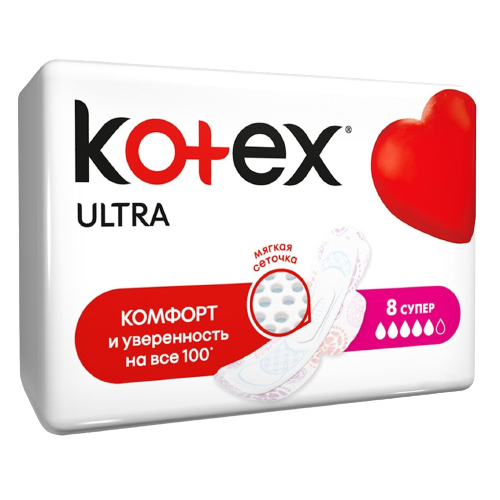 kotex®
ULTRA
мягкая
сеточка
КОМФОРТ
и уверенность
на все 100*
8 СУПЕР